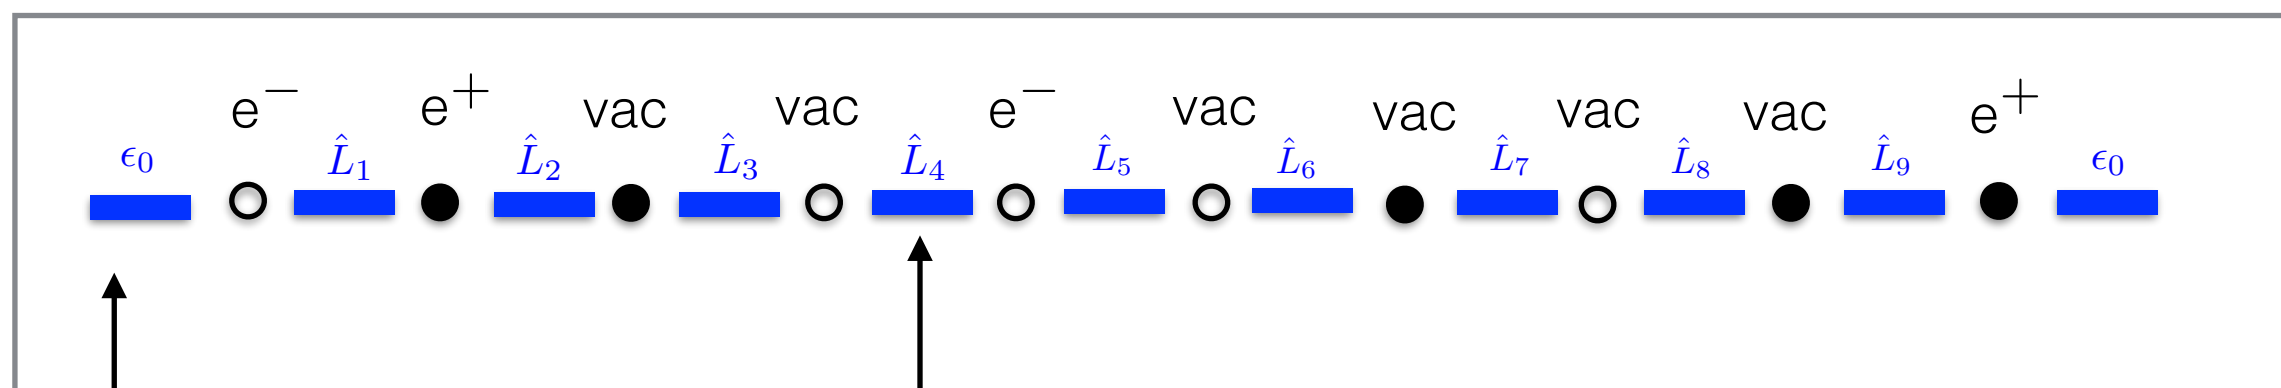 e⁻ e⁺ vac vac e⁻ vac vac vac vac e⁺
ϵ₀ L̂₁ L̂₂ L̂₃ L̂₄ L̂₅ L̂₆ L̂₇ L̂₈ L̂₉ ϵ₀